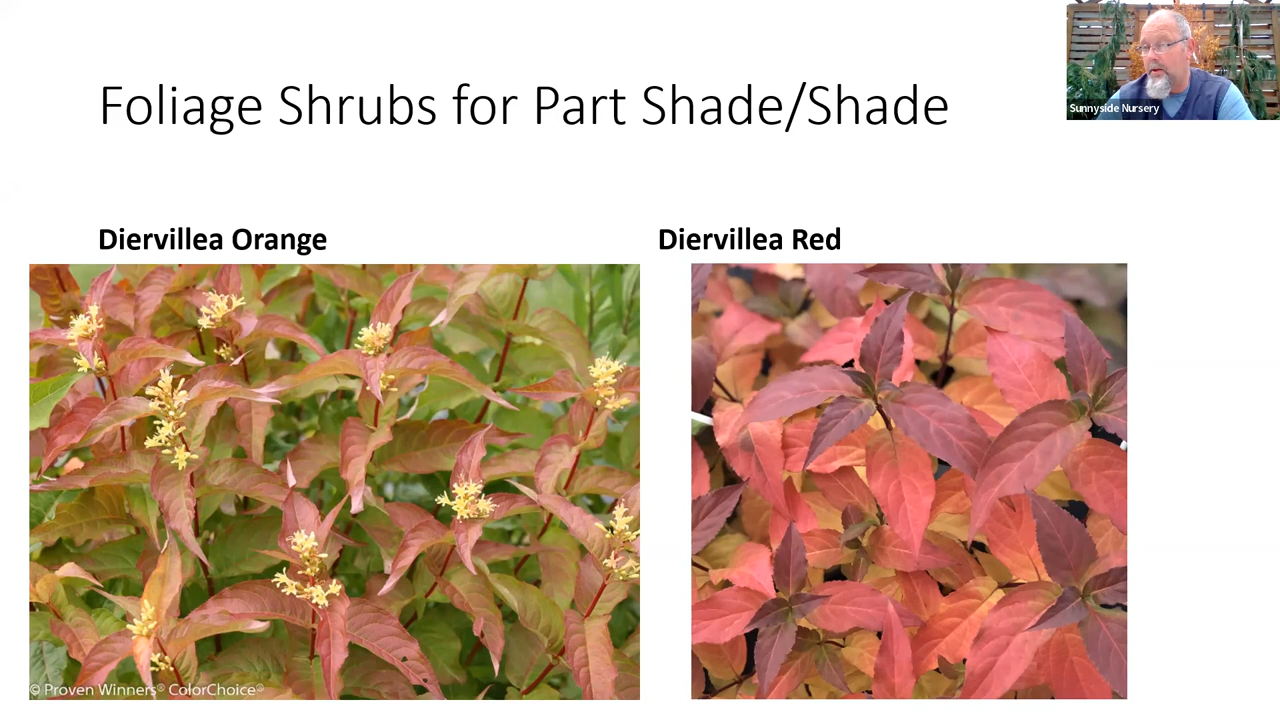 Foliage Shrubs for Part Shade/Shade
Sunnyside Nursery
Diervillea Orange
Diervillea Red
© Proven Winners® ColorChoice®